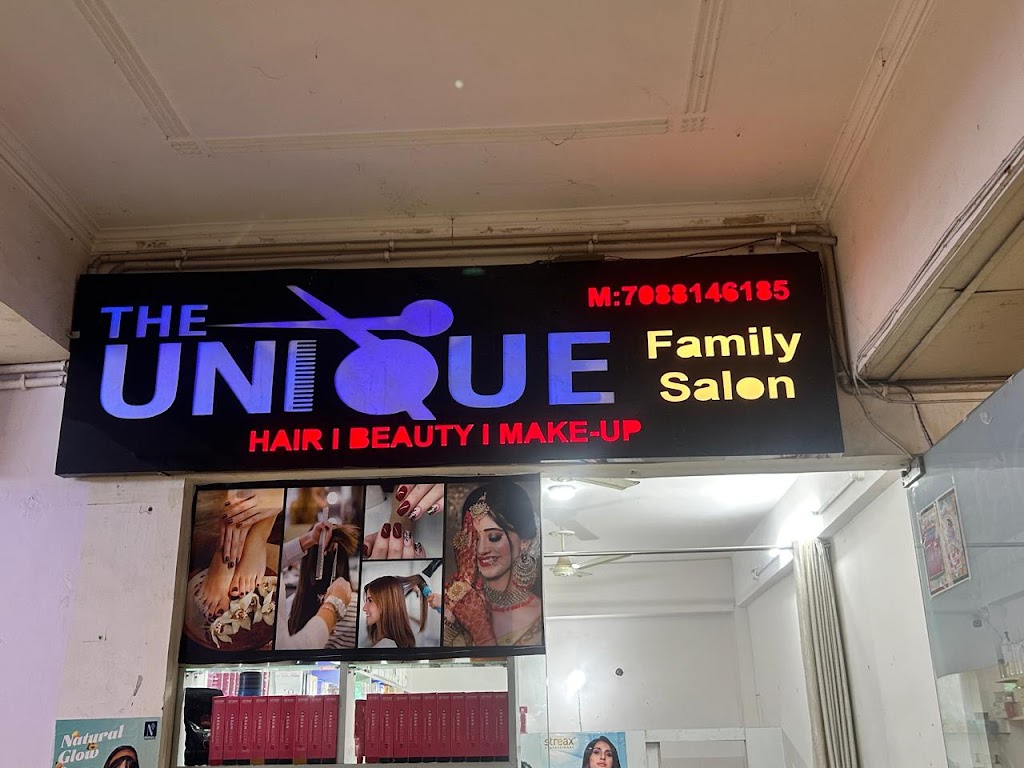 THE
UNIQUE
M:7088146185
Family
Salon
HAIR | BEAUTY | MAKE-UP
Natural
Glow
streax